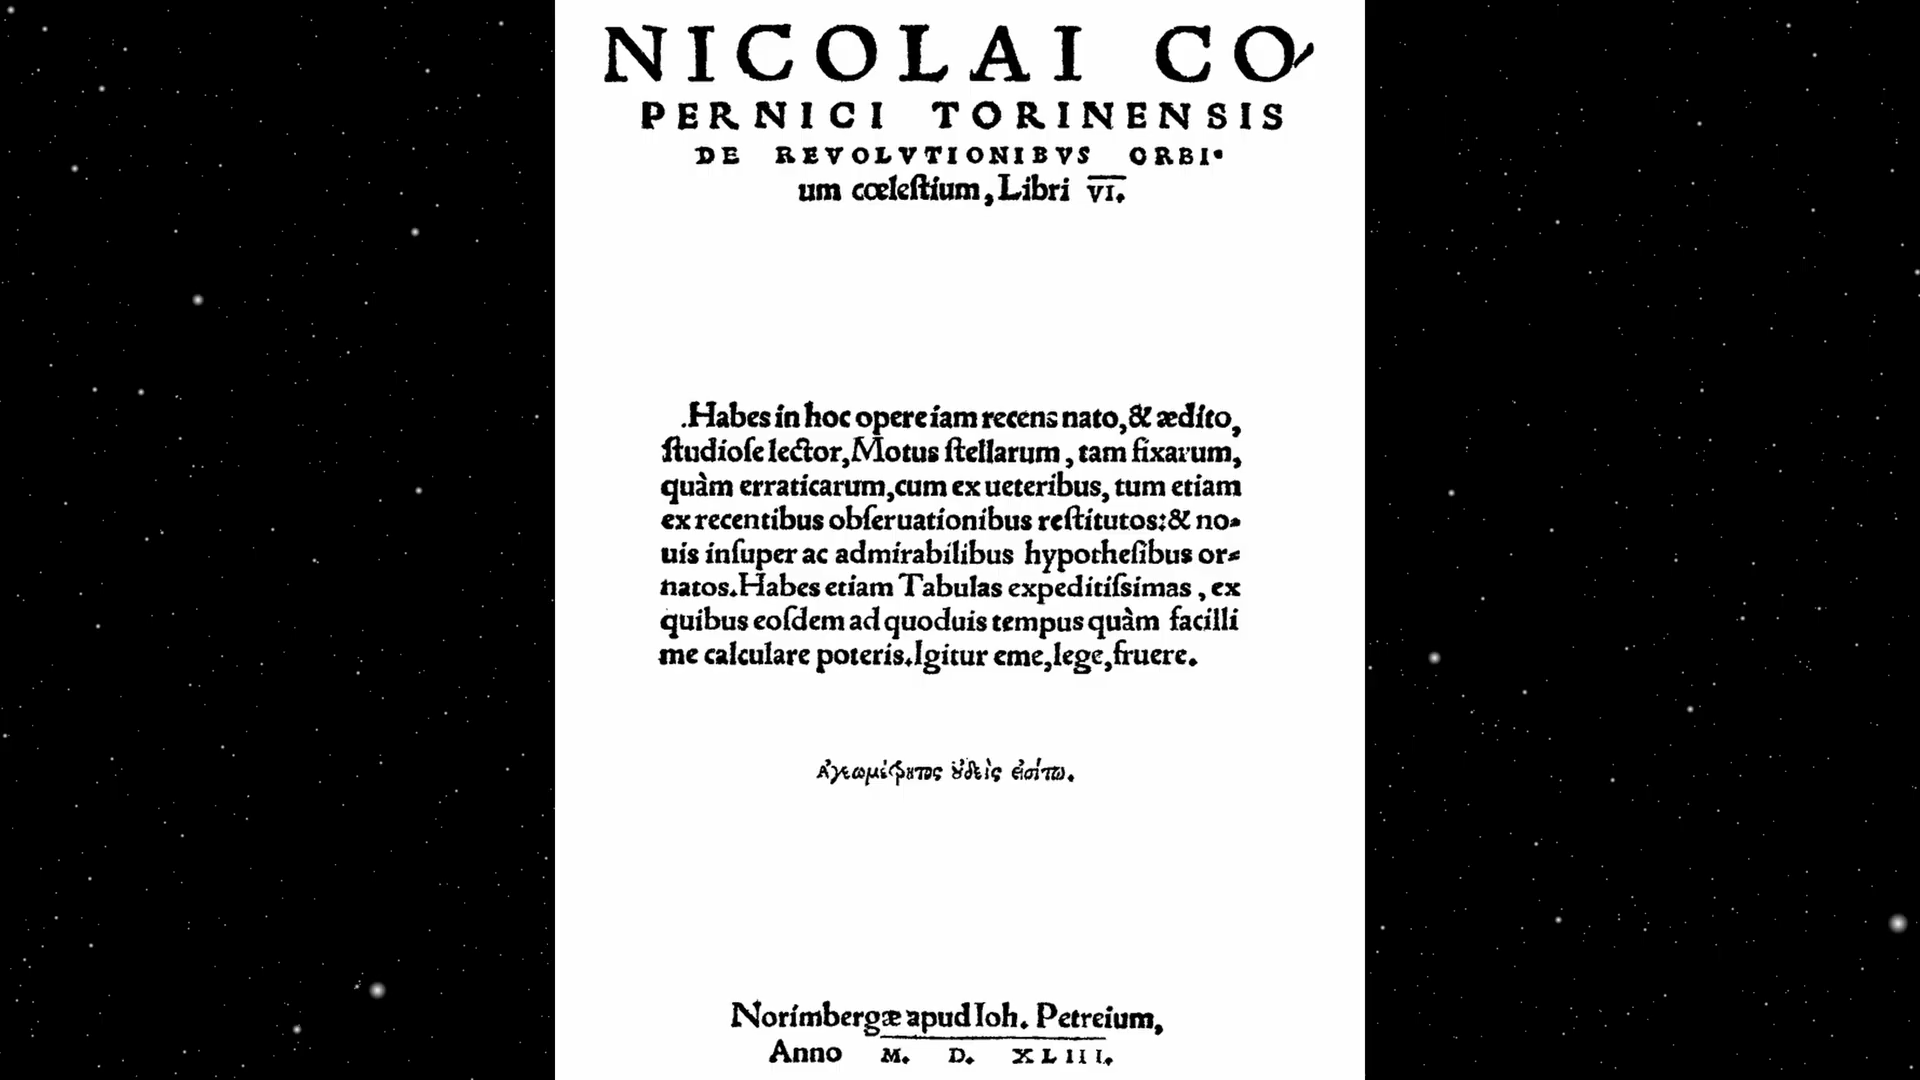 NICOLAI CO-
PERNICI TORINENSIS
DE REVOLVTIONIBVS ORBI-
um cœleſtium, Libri VI.
Habes in hoc opere iam recens nato, & ædito,
ſtudioſe lector, Motus ſtellarum, tam fixarum,
quàm erraticarum, cum ex ueteribus, tum etiam
ex recentibus obſeruationibus reſtitutos: & no-
uis inſuper ac admirabilibus hypotheſibus or-
natos. Habes etiam Tabulas expeditiſsimas, ex
quibus eoſdem ad quoduis tempus quàm facilli
me calculare poteris. Igitur eme, lege, fruere.
Ἀγεωμέτρητος ὀδεὶς εἰσίτω.
Norimbergæ apud Ioh. Petreium,
Anno M. D. XLIII.